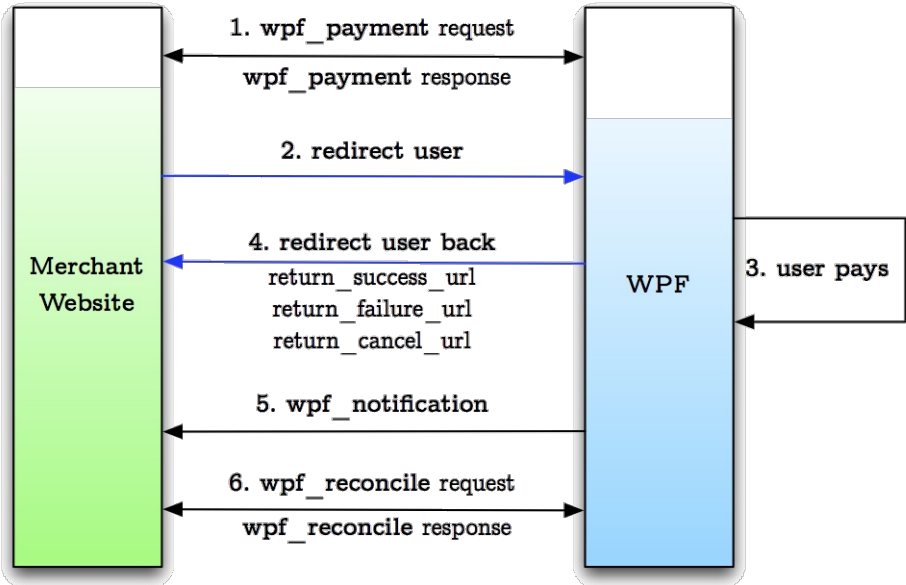 1. wpf_payment request
wpf_payment response
2. redirect user
4. redirect user back
return_success_url
return_failure_url
return_cancel_url
Merchant
Website
WPF
3. user pays
5. wpf_notification
6. wpf_reconcile request
wpf_reconcile response